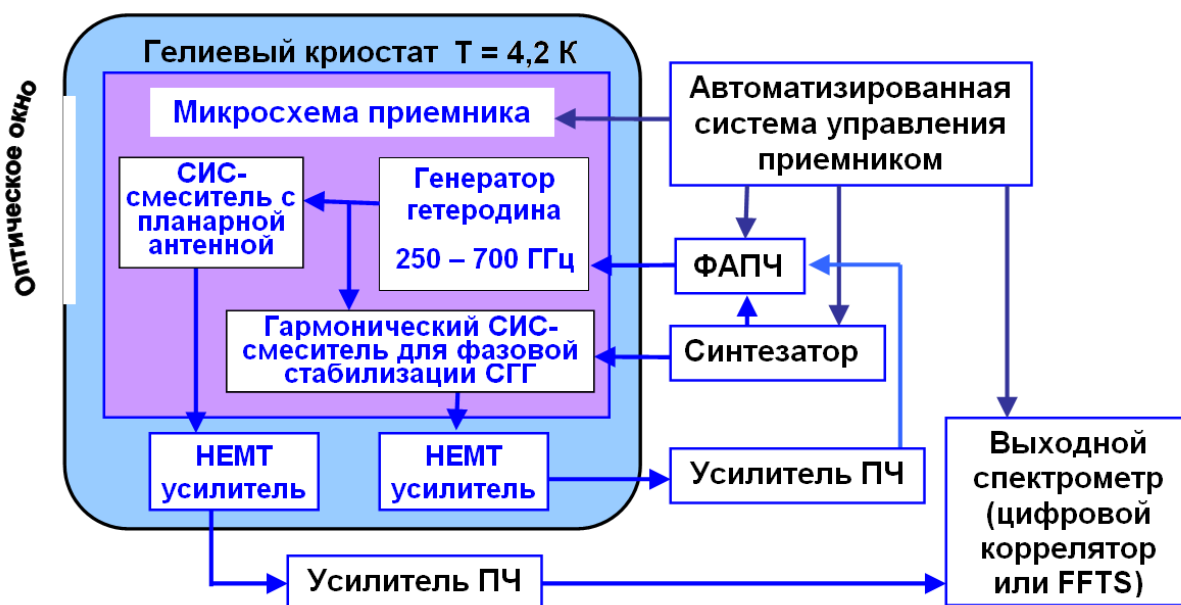 Оптическое окно
Гелиевый криостат T = 4,2 К
Микросхема приемника
СИС-
смеситель с
планарной
антенной
Генератор
гетеродина
250 – 700 ГГц
Гармонический СИС-
смеситель для фазовой
стабилизации СГГ
НЕМТ
усилитель
НЕМТ
усилитель
Автоматизированная
система управления
приемником
ФАПЧ
Синтезатор
Усилитель ПЧ
Усилитель ПЧ
Выходной
спектрометр
(цифровой
коррелятор
или FFTS)